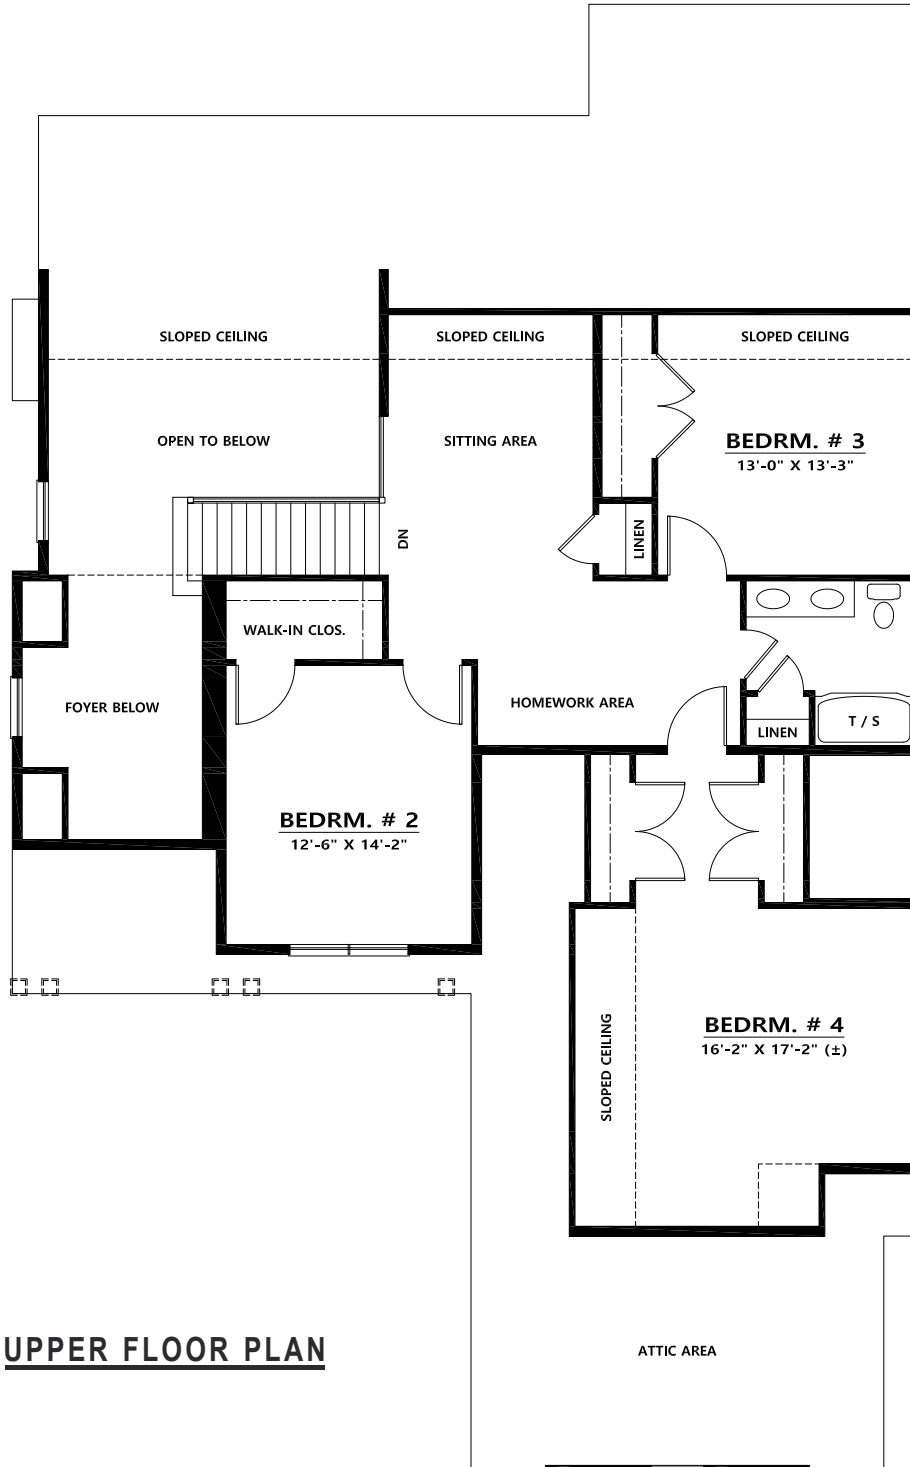 SLOPED CEILING
SLOPED CEILING
SLOPED CEILING
OPEN TO BELOW
SITTING AREA
BEDRM. # 3
13'-0" X 13'-3"
DN
LINEN
WALK-IN CLOS.
FOYER BELOW
HOMEWORK AREA
LINEN
T / S
BEDRM. # 2
12'-6" X 14'-2"
SLOPED CEILING
BEDRM. # 4
16'-2" X 17'-2" (±)
UPPER FLOOR PLAN
ATTIC AREA